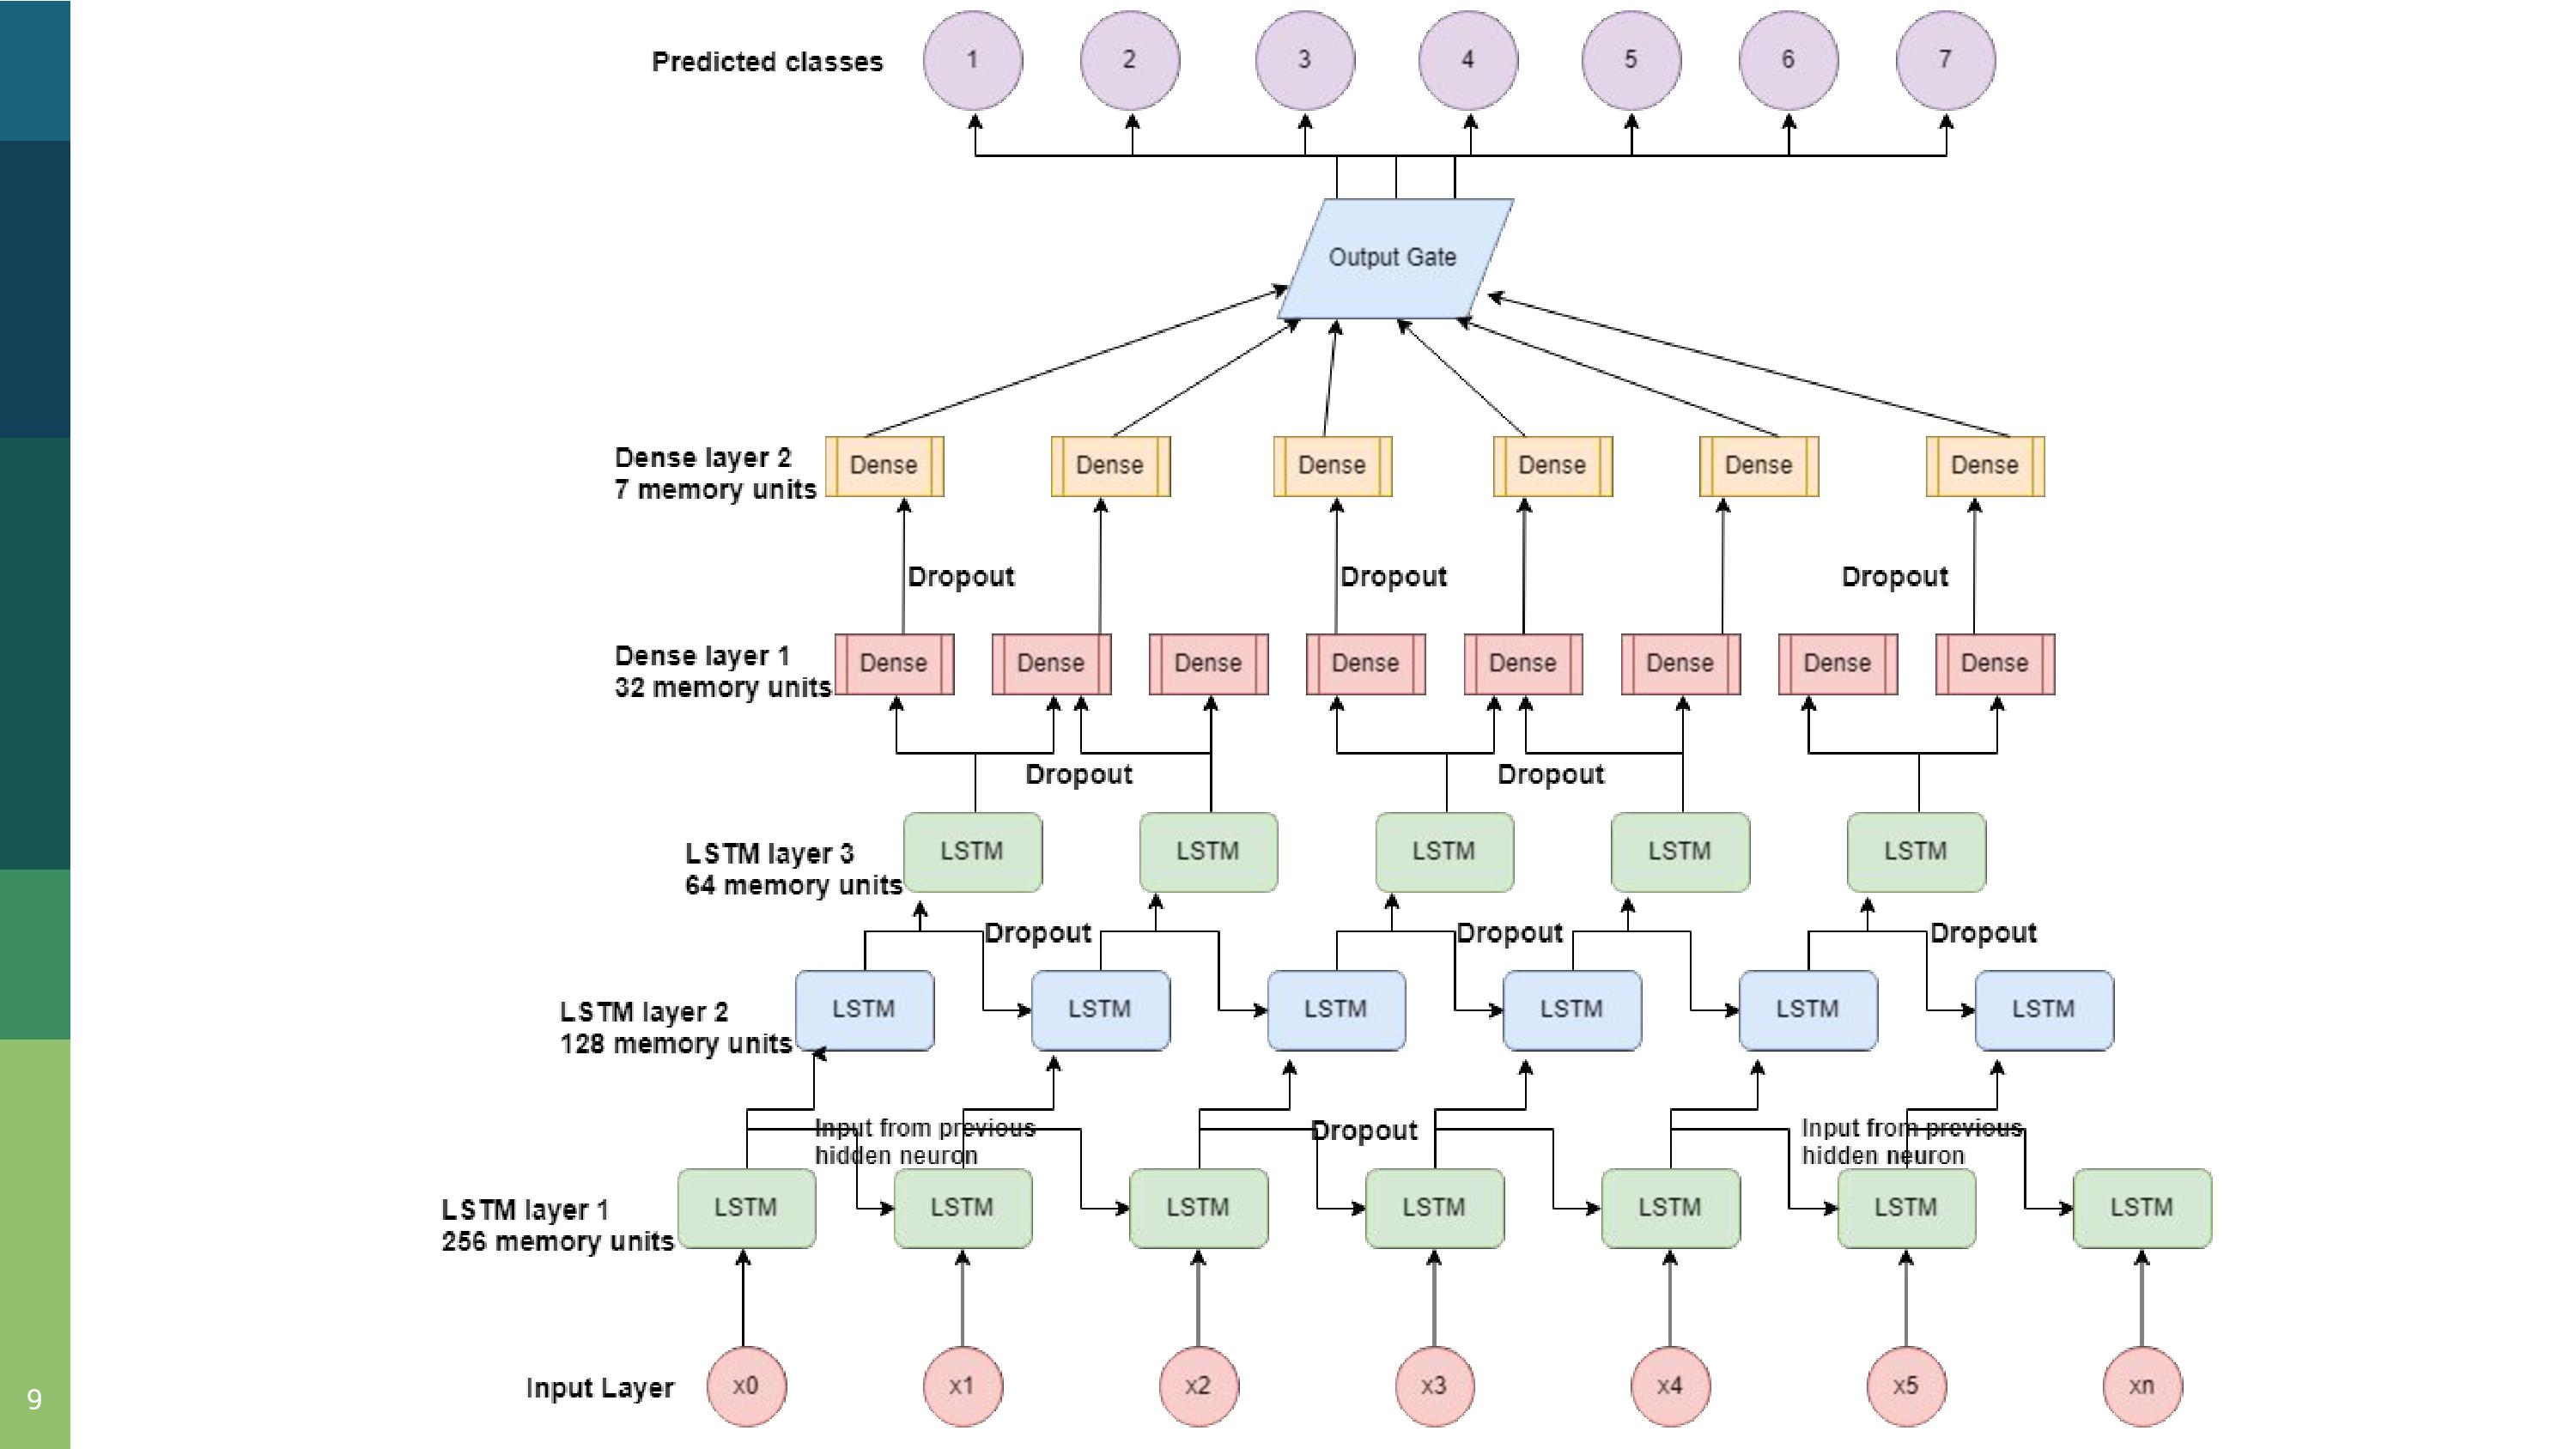 Predicted classes
1 2 3 4 5 6 7
Output Gate
Dense layer 2
7 memory units
Dense Dense Dense Dense Dense Dense
Dropout Dropout Dropout
Dense layer 1
32 memory units
Dense Dense Dense Dense Dense Dense Dense Dense
Dropout Dropout
LSTM layer 3
64 memory units
LSTM LSTM LSTM LSTM LSTM
Dropout Dropout Dropout
LSTM layer 2
128 memory units
LSTM LSTM LSTM LSTM LSTM LSTM
Input from previous
hidden neuron
Dropout
Input from previous
hidden neuron
LSTM layer 1
256 memory units
LSTM LSTM LSTM LSTM LSTM LSTM LSTM
Input Layer
x0 x1 x2 x3 x4 x5 xn
9